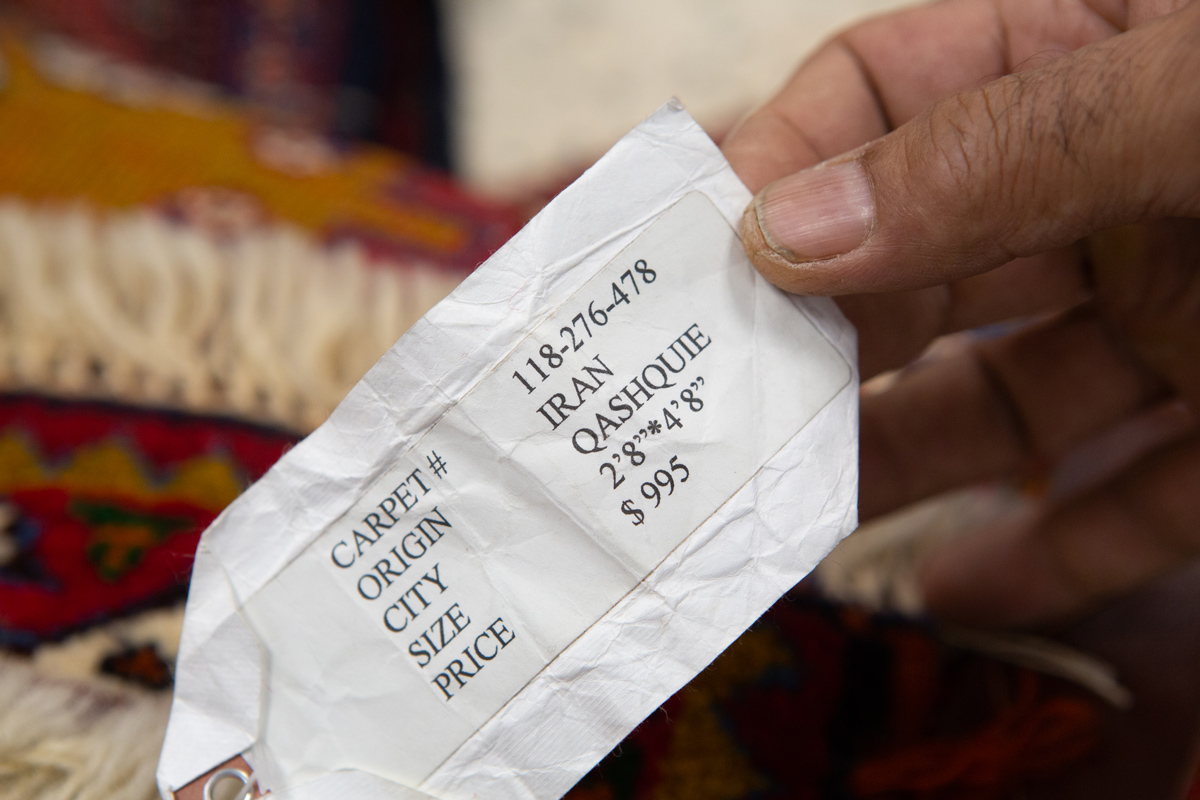 CARPET # 118-276-478
ORIGIN IRAN
CITY QASHQUIE
SIZE 2'8"*4'8"
PRICE $ 995